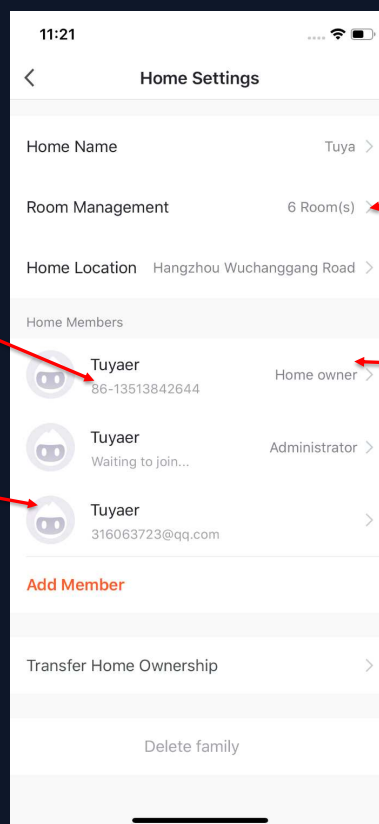 11:21
Home Settings
Home Name Tuya
Room Management 6 Room(s)
Home Location Hangzhou Wuchanggang Road
Home Members
Tuyaer
86-13513842644
Home owner
Tuyaer
Waiting to join...
Administrator
Tuyaer
316063723@qq.com
Add Member
Transfer Home Ownership
Delete family